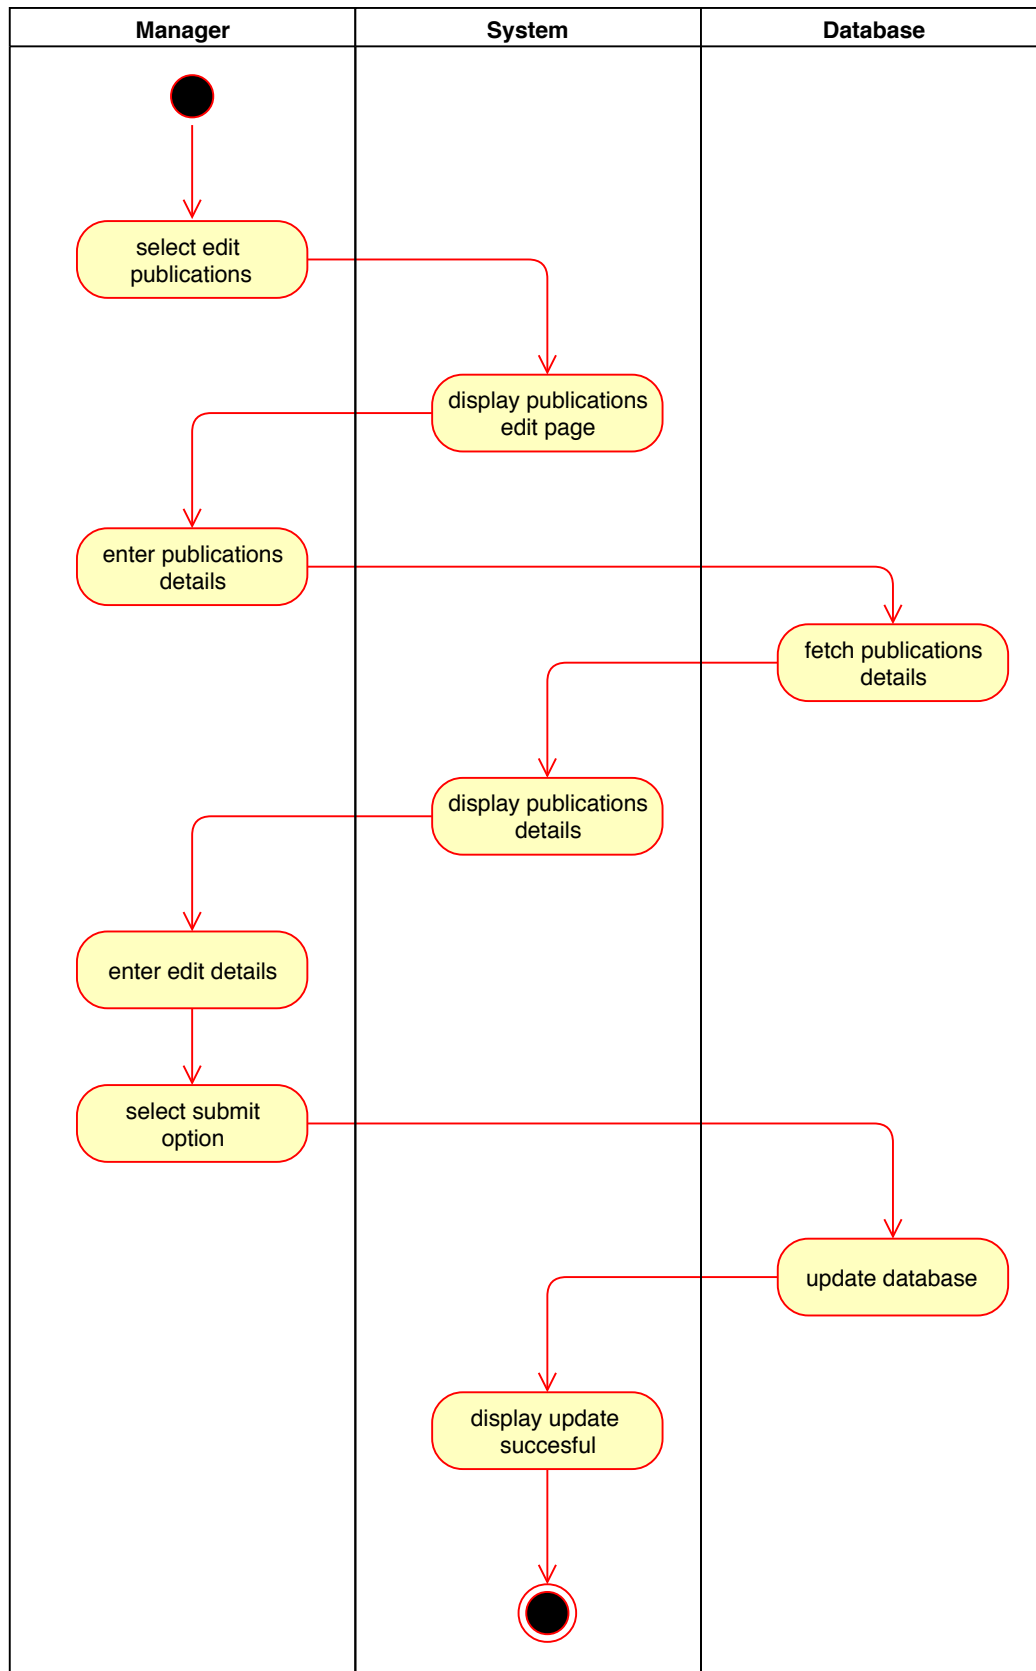 Manager
System
Database
select edit
publications
display publications
edit page
enter publications
details
fetch publications
details
display publications
details
enter edit details
select submit
option
update database
display update
succesful